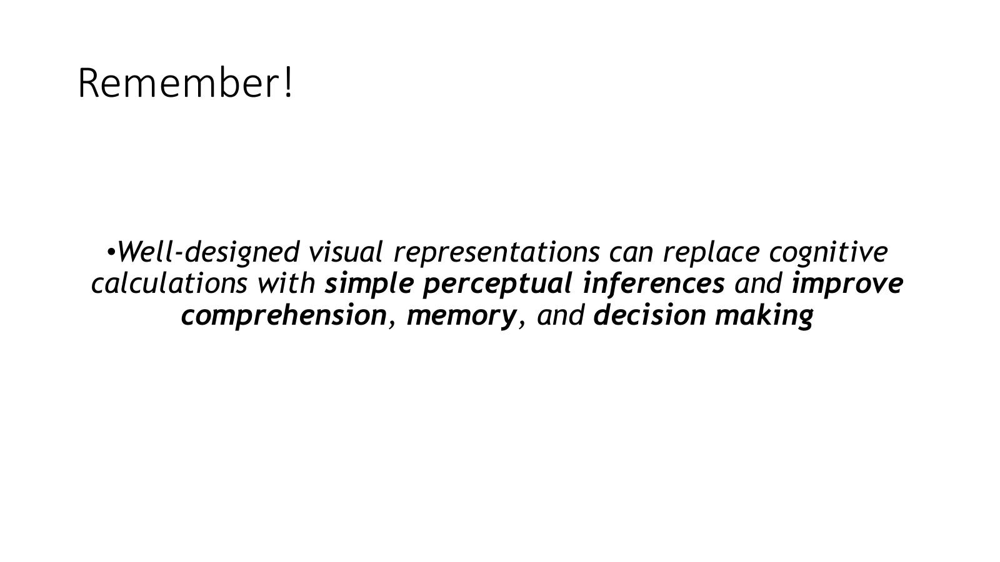 Remember!
•Well-designed visual representations can replace cognitive
calculations with simple perceptual inferences and improve
comprehension, memory, and decision making